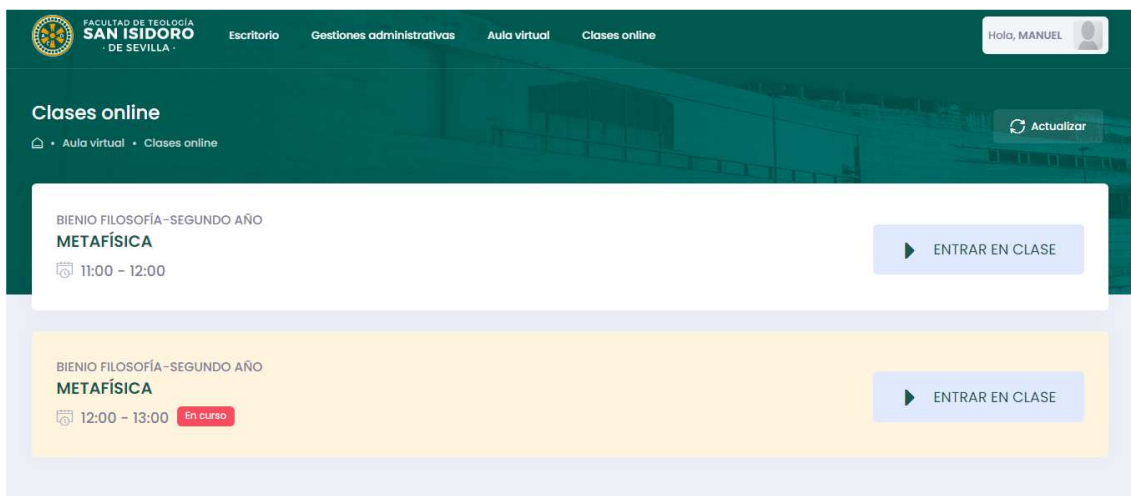 FACULTAD DE TEOLOGÍA
SAN ISIDORO
· DE SEVILLA ·
Escritorio
Gestiones administrativas
Aula virtual
Clases online
Hola, MANUEL
Clases online
• Aula virtual • Clases online
Actualizar
BIENIO FILOSOFÍA-SEGUNDO AÑO
METAFÍSICA
11:00 - 12:00
ENTRAR EN CLASE
BIENIO FILOSOFÍA-SEGUNDO AÑO
METAFÍSICA
12:00 - 13:00 En curso
ENTRAR EN CLASE